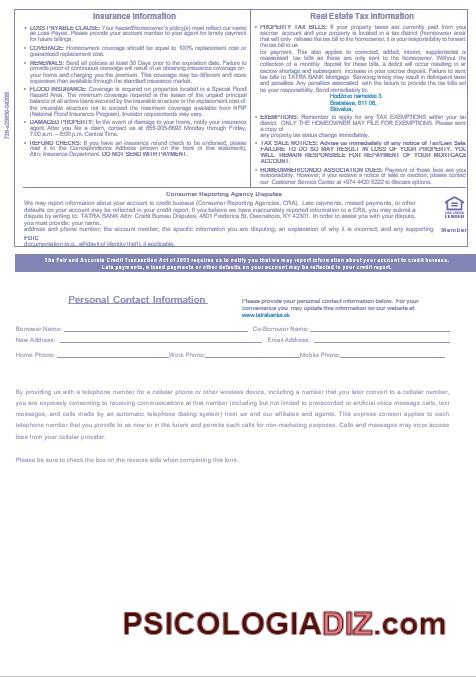 Insurance Information
• LOSS PAYABLE CLAUSE: Your hazard/homeowner's policy(s) must reflect our name
as Loss Payee. Please provide your account number to your agent for timely payment
for future billings.
• COVERAGE: Homeowners coverage should be equal to 100% replacement cost or
guaranteed replacement cost.
• RENEWALS: Send all policies at least 30 Days prior to the expiration date. Failure to
provide proof of continuous coverage will result in us obtaining insurance coverage on
your home and charging you the premium. This coverage may be different and more
expensive than available through the standard insurance market.
• FLOOD INSURANCE: Coverage is required on properties located in a Special Flood
Hazard Area. The minimum coverage required is the lesser of the unpaid principal
balance of all active loans secured by the insurable structure or the replacement cost of
the insurable structure not to exceed the maximum coverage available from NFIP
(National Flood Insurance Program). Investor requirements may vary.
• DAMAGED PROPERTY: In the event of damage to your home, notify your insurance
agent. After you file a claim, contact us at 855-205-6893 Monday through Friday,
7:00 a.m. – 8:00 p.m. Central Time.
• REFUND CHECKS: If you have an insurance refund check to be endorsed, please
mail it to the Correspondence Address (shown on the front of this statement),
Attn: Insurance Department. DO NOT SEND WITH PAYMENT.
Real Estate Tax Information
• PROPERTY TAX BILLS: If your property taxes are currently paid from your
escrow account and your property is located in a tax district (homeowner area)
that will only release the tax bill to the homeowner, it is your responsibility to forward
the tax bill to us
for payment. This also applies to corrected, added, interim, supplemental or
reassessed tax bills as these are only sent to the homeowner. Without the
collection of a monthly deposit for these tax bills, a deficit will occur resulting in an
escrow shortage and subsequent increase in your escrow deposit. Failure to sent
tax bills to TATRA BANK Mortgage Servicing timely may result in delinquent taxes
and penalties. Any penalties associated with the failure to provide the tax bills will
be your responsibility. Send immediately to:
Hodžovo námestie 3
Bratislava, 811 06,
Slovakia,
• EXEMPTIONS: Remember to apply for any TAX EXEMPTIONS within your tax
district. ONLY THE HOMEOWNER MAY FILE FOR EXEMPTIONS. Please sent
a copy of
any property tax status change immediately.
• TAX SALE NOTICES: Advise us immediately of any notice of Tax/Lien Sale.
FAILURE TO DO SO MAY RESULT IN LOSS OF YOUR PROPERTY. YOU
WILL REMAIN RESPONSIBLE FOR REPAYMENT OF YOUR MORTGAGE
ACCOUNT.
• HOMEOWNER/CONDO ASSOCIATION DUES: Payment of these fees are your
responsibility. However, if you receive a notice of sale or election, please contact
our Customer Service Center at +974 4420 5222 to discuss options.
Consumer Reporting Agency Disputes
We may report information about your account to credit bureaus (Consumer Reporting Agencies, CRA). Late payments, missed payments, or other
defaults on your account may be reflected in your credit report. If you believe we have inaccurately reported information to a CRA, you may submit a
dispute by writing to: TATRA BANK Attn: Credit Bureau Disputes, 4801 Frederica St, Owensboro, KY 42301. In order to assist you with your dispute,
you must provide: your name,
address and phone number; the account number; the specific information you are disputing; an explanation of why it is incorrect; and any supporting
documentation (e.g., affidavit of identity theft), if applicable.
LENDER
Member
FDIC
The Fair and Accurate Credit Transaction Act of 2003 requires us to notify you that we may report information about your account to credit bureaus.
Late payments, missed payments or other defaults on your account may be reflected in your credit report.
Personal Contact Information
Please provide your personal contact information below. For your
convenience you may update this information on our website at
www.tatrabanka.sk.
Borrower Name: Co-Borrower Name:
New Address: Email Address:
Home Phone: Work Phone: Mobile Phone:
By providing us with a telephone number for a cellular phone or other wireless device, including a number that you later convert to a cellular number,
you are expressly consenting to receiving communications at that number (including but not limited to prerecorded or artificial voice message calls, text
messages, and calls made by an automatic telephone dialing system) from us and our affiliates and agents. This express consent applies to each
telephone number that you provide to us now or in the future and permits such calls for non-marketing purposes. Calls and messages may incur access
fees from your cellular provider.
Please be sure to check the box on the reverse side when completing this form.
PSICOLOGIADIZ.com